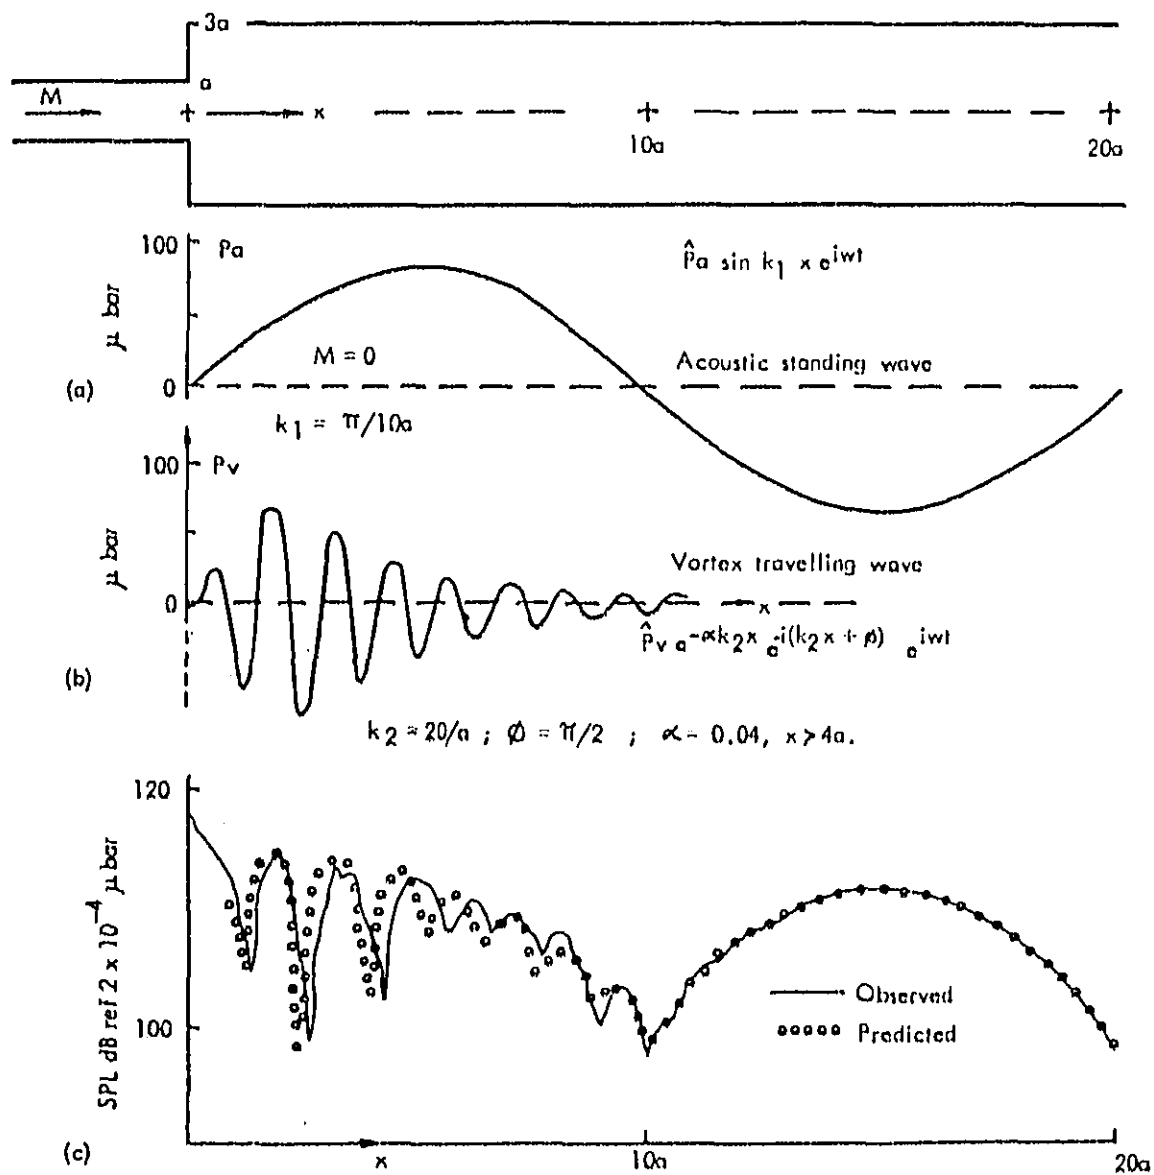 3a
a
M
x
10a
20a
100
Pa
P̂a sin k₁ x e^iwt
μ bar
M = 0
Acoustic standing wave
(a)
0
k₁ = π/10a
100
Pv
μ bar
Vortex travelling wave
0
x
P̂v e^-αk₂x e^-i(k₂x + φ) e^iwt
(b)
k₂ = 20/a ; Ø = π/2 ; α = 0.04, x > 4a.
120
SPL dB ref 2 x 10⁻⁴ μ bar
100
Observed
Predicted
(c)
x
10a
20a